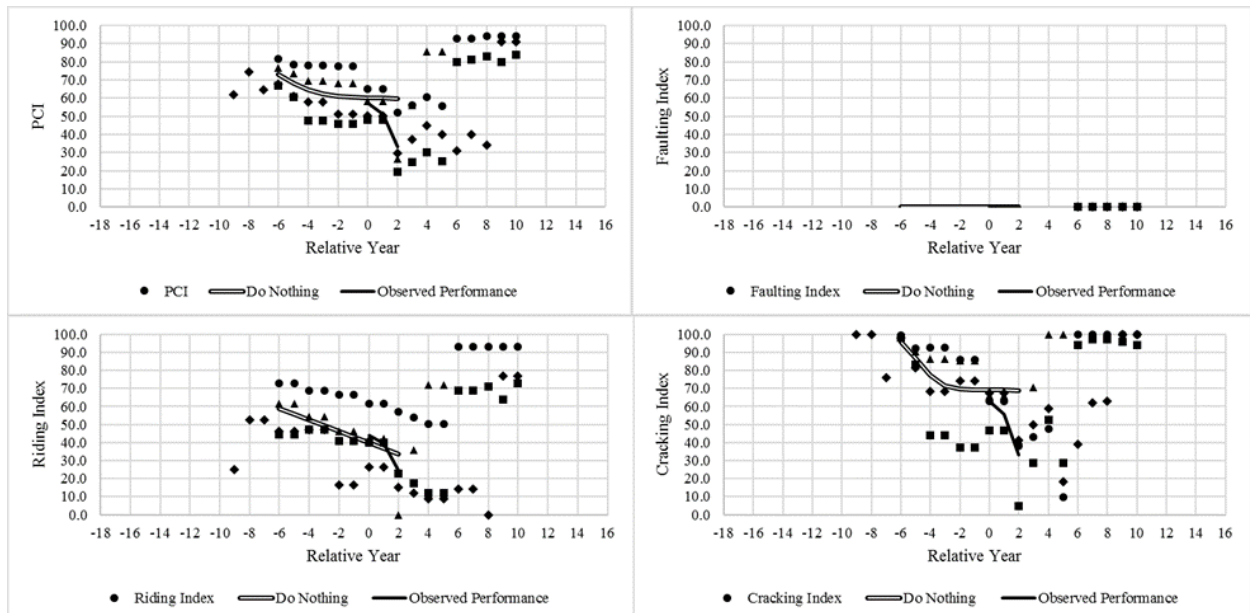 100.0
90.0
80.0
70.0
60.0
50.0
40.0
30.0
20.0
10.0
0.0
PCI
-18 -16 -14 -12 -10 -8 -6 -4 -2 0 2 4 6 8 10 12 14
Relative Year
PCI Do Nothing Observed Performance
100.0
90.0
80.0
70.0
60.0
50.0
40.0
30.0
20.0
10.0
0.0
Faulting Index
-18 -16 -14 -12 -10 -8 -6 -4 -2 0 2 4 6 8 10 12 14
Relative Year
Faulting Index Do Nothing Observed Performance
100.0
90.0
80.0
70.0
60.0
50.0
40.0
30.0
20.0
10.0
0.0
Riding Index
-18 -16 -14 -12 -10 -8 -6 -4 -2 0 2 4 6 8 10 12 14
Relative Year
Riding Index Do Nothing Observed Performance
100.0
90.0
80.0
70.0
60.0
50.0
40.0
30.0
20.0
10.0
0.0
Cracking Index
-18 -16 -14 -12 -10 -8 -6 -4 -2 0 2 4 6 8 10 12 14
Relative Year
Cracking Index Do Nothing Observed Performance